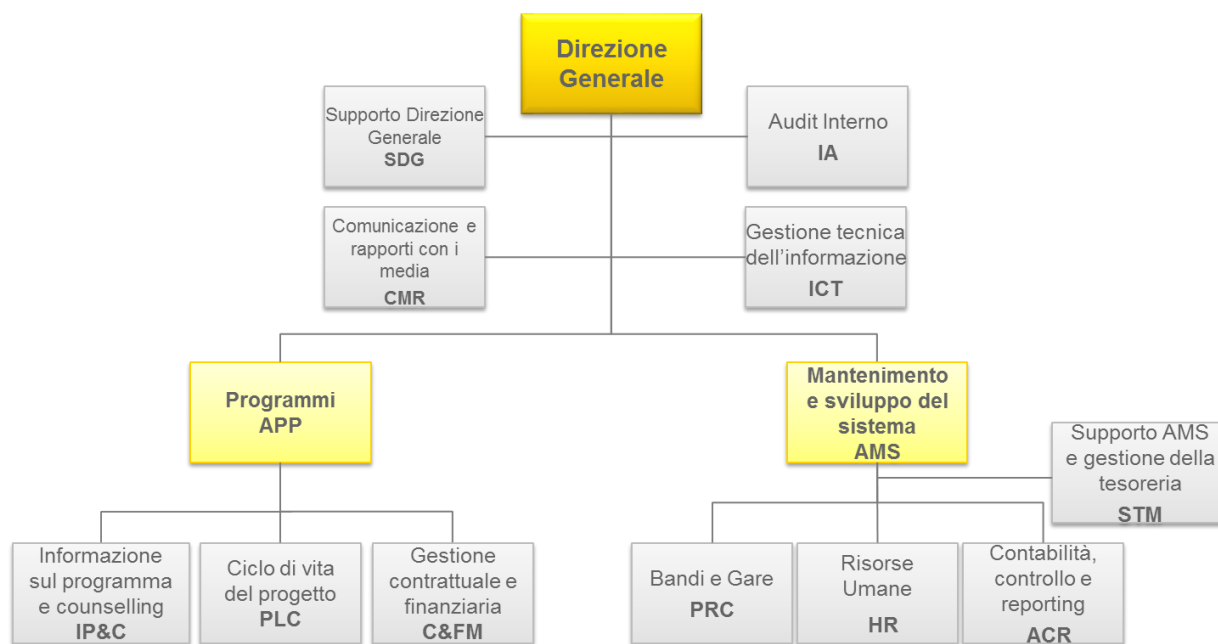 Direzione
Generale
Supporto Direzione
Generale
SDG
Audit Interno
IA
Comunicazione e
rapporti con i
media
CMR
Gestione tecnica
dell'informazione
ICT
Programmi
APP
Mantenimento
e sviluppo del
sistema
AMS
Supporto AMS
e gestione della
tesoreria
STM
Informazione
sul programma
e counselling
IP&C
Ciclo di vita
del progetto
PLC
Gestione
contrattuale e
finanziaria
C&FM
Bandi e Gare
PRC
Risorse
Umane
HR
Contabilità,
controllo e
reporting
ACR